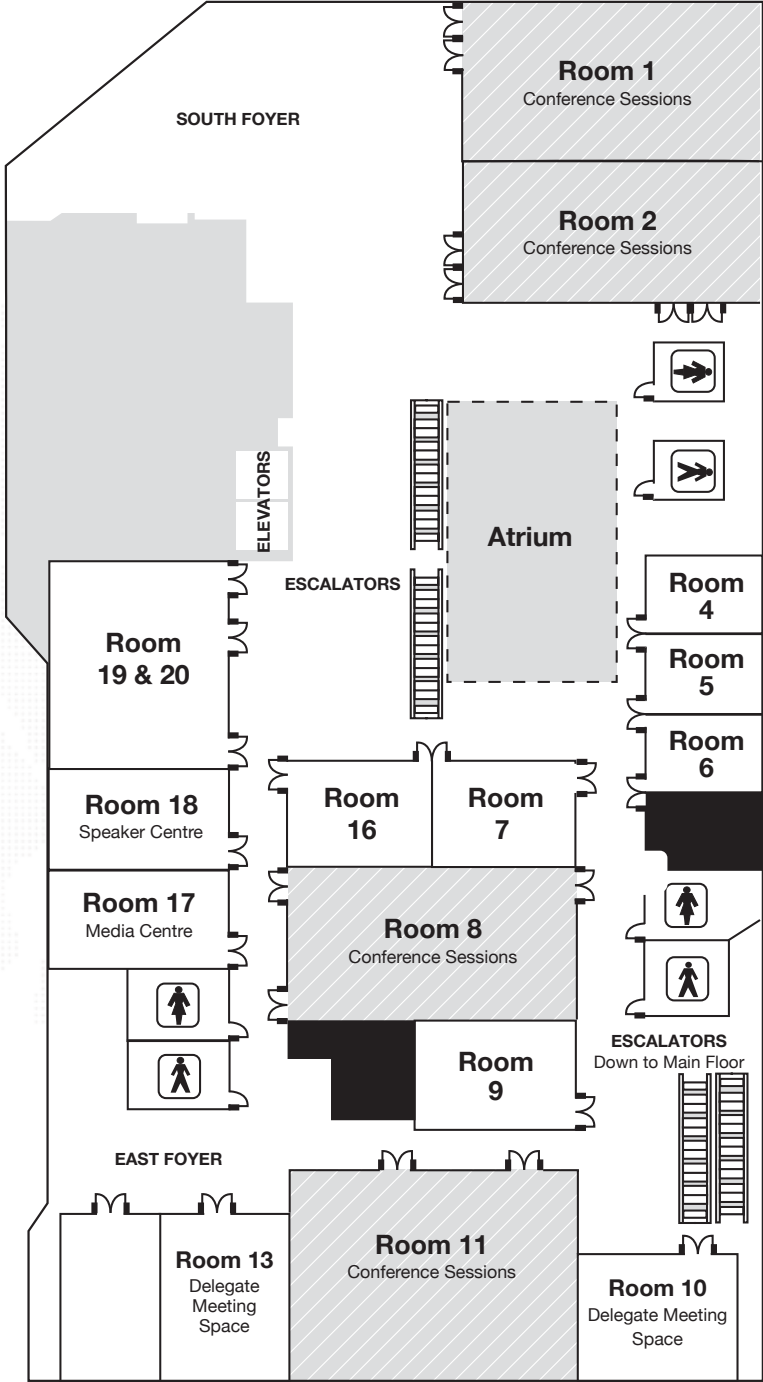 Room 1
Conference Sessions
SOUTH FOYER
Room 2
Conference Sessions
ELEVATORS
Atrium
ESCALATORS
Room
4
Room
19 & 20
Room
5
Room
6
Room 18
Speaker Centre
Room
16
Room
7
Room 17
Media Centre
Room 8
Conference Sessions
ESCALATORS
Down to Main Floor
Room
9
EAST FOYER
Room 13
Delegate
Meeting
Space
Room 11
Conference Sessions
Room 10
Delegate Meeting
Space